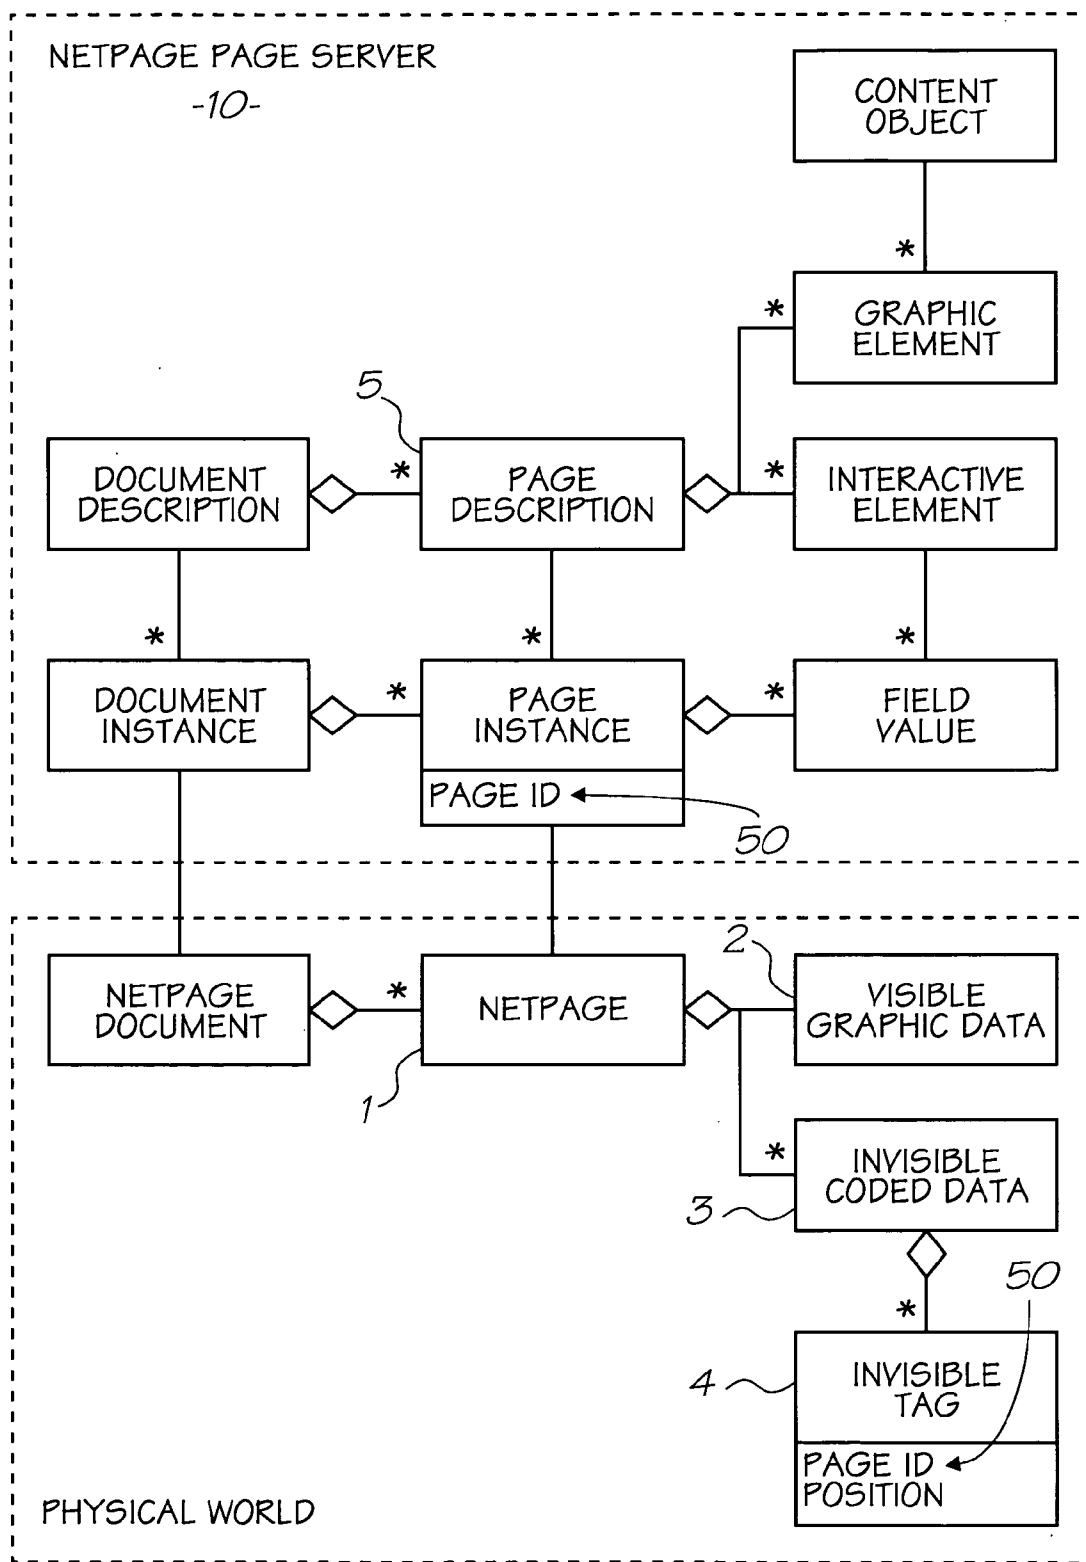 NETPAGE PAGE SERVER
-10-
CONTENT
OBJECT
*
*
GRAPHIC
ELEMENT
5
DOCUMENT
DESCRIPTION
*
PAGE
DESCRIPTION
*
INTERACTIVE
ELEMENT
*
*
*
DOCUMENT
INSTANCE
*
PAGE
INSTANCE
*
FIELD
VALUE
PAGE ID
50
2
NETPAGE
DOCUMENT
*
NETPAGE
VISIBLE
GRAPHIC DATA
1
*
INVISIBLE
CODED DATA
3
50
*
4
INVISIBLE
TAG
PAGE ID
POSITION
PHYSICAL WORLD